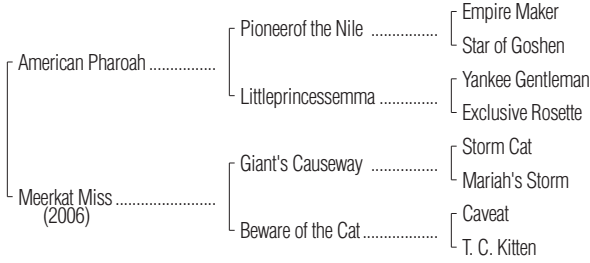 Empire Maker
Pioneerof the Nile ................
Star of Goshen
American Pharoah ................
Yankee Gentleman
Littleprincessemma ..............
Exclusive Rosette
Storm Cat
Giant's Causeway ................
Mariah's Storm
Meerkat Miss ........................
(2006)
Caveat
Beware of the Cat ..................
T. C. Kitten